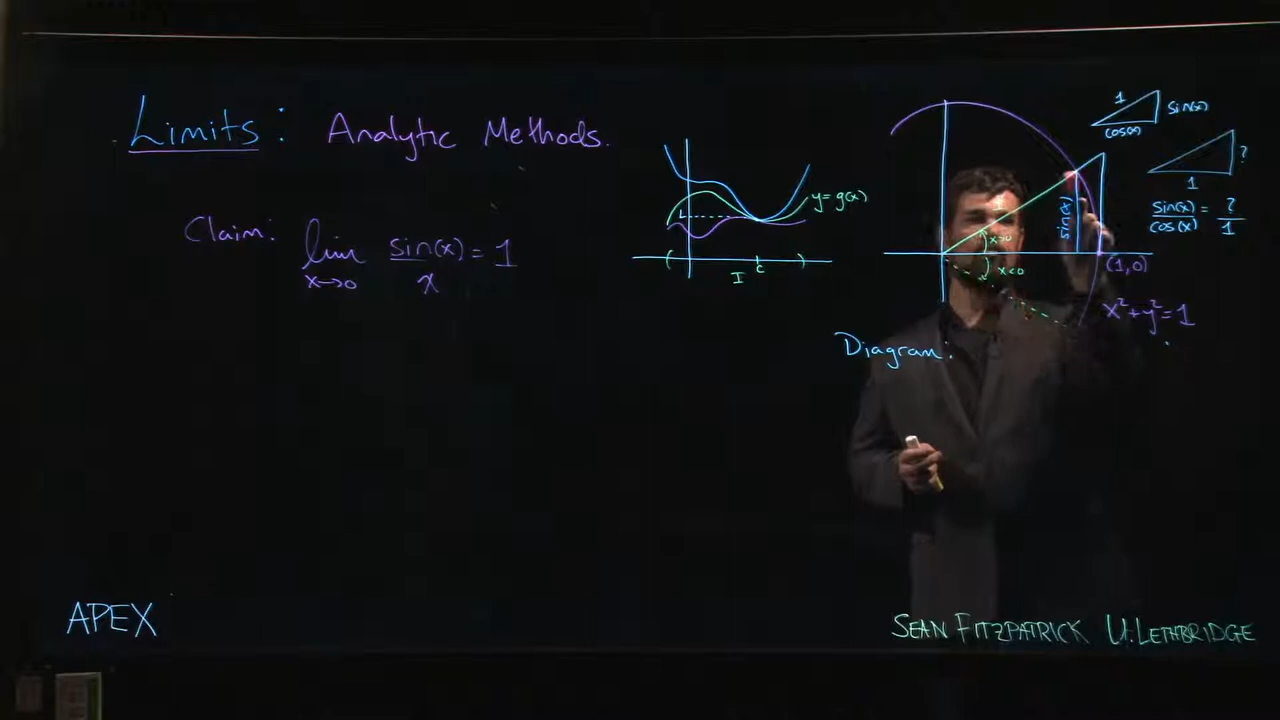 Limits: Analytic Methods.
Claim: lim x→0 sin(x)/x = 1
L
y=g(x)
I
c
1
sin(x)
cos(x)
?
1
sin(x)/cos(x) = ?/1
1
sin(x)
x>0
x<0
(1,0)
x²+y²=1
Diagram:
APEX
SEAN FITZPATRICK U. LETHBRIDGE